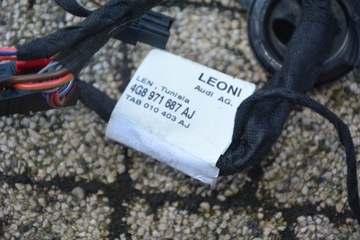 LEONI
LEN . Tunisia Audi AG.
4G8 971 687 AJ
TAB 010 403 AJ